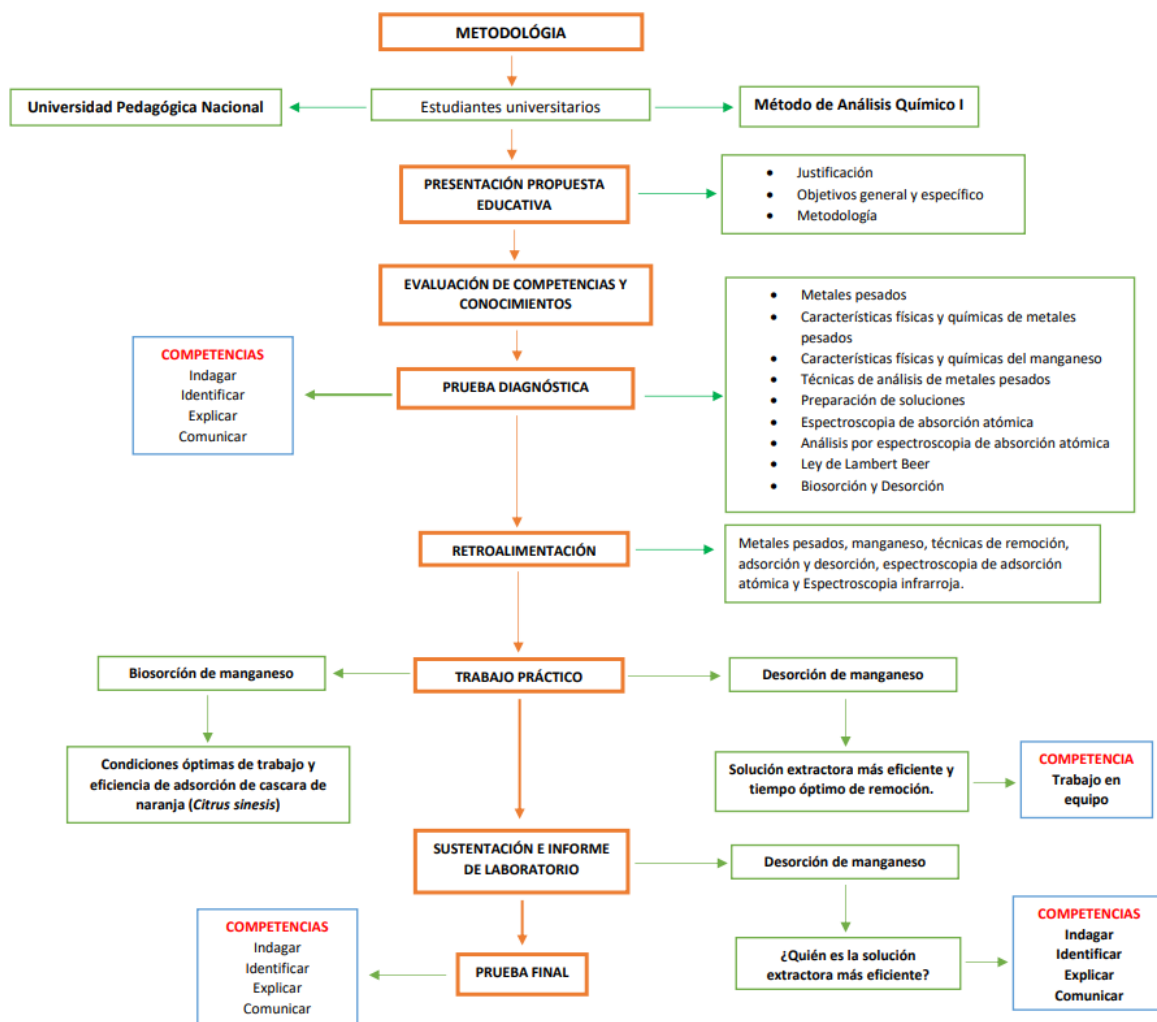 METODOLÓGIA
Universidad Pedagógica Nacional
Estudiantes universitarios
Método de Análisis Químico I
PRESENTACIÓN PROPUESTA
EDUCATIVA
• Justificación
• Objetivos general y específico
• Metodología
EVALUACIÓN DE COMPETENCIAS Y
CONOCIMIENTOS
COMPETENCIAS
Indagar
Identificar
Explicar
Comunicar
PRUEBA DIAGNÓSTICA
• Metales pesados
• Características físicas y químicas de metales
pesados
• Características físicas y químicas del manganeso
• Técnicas de análisis de metales pesados
• Preparación de soluciones
• Espectroscopia de absorción atómica
• Análisis por espectroscopia de absorción atómica
• Ley de Lambert Beer
• Biosorción y Desorción
RETROALIMENTACIÓN
Metales pesados, manganeso, técnicas de remoción,
adsorción y desorción, espectroscopia de adsorción
atómica y Espectroscopia infrarroja.
Biosorción de manganeso
TRABAJO PRÁCTICO
Desorción de manganeso
Condiciones óptimas de trabajo y
eficiencia de adsorción de cascara de
naranja (Citrus sinesis)
Solución extractora más eficiente y
tiempo óptimo de remoción.
COMPETENCIA
Trabajo en
equipo
SUSTENTACIÓN E INFORME
DE LABORATORIO
Desorción de manganeso
¿Quién es la solución
extractora más eficiente?
COMPETENCIAS
Indagar
Identificar
Explicar
Comunicar
COMPETENCIAS
Indagar
Identificar
Explicar
Comunicar
PRUEBA FINAL